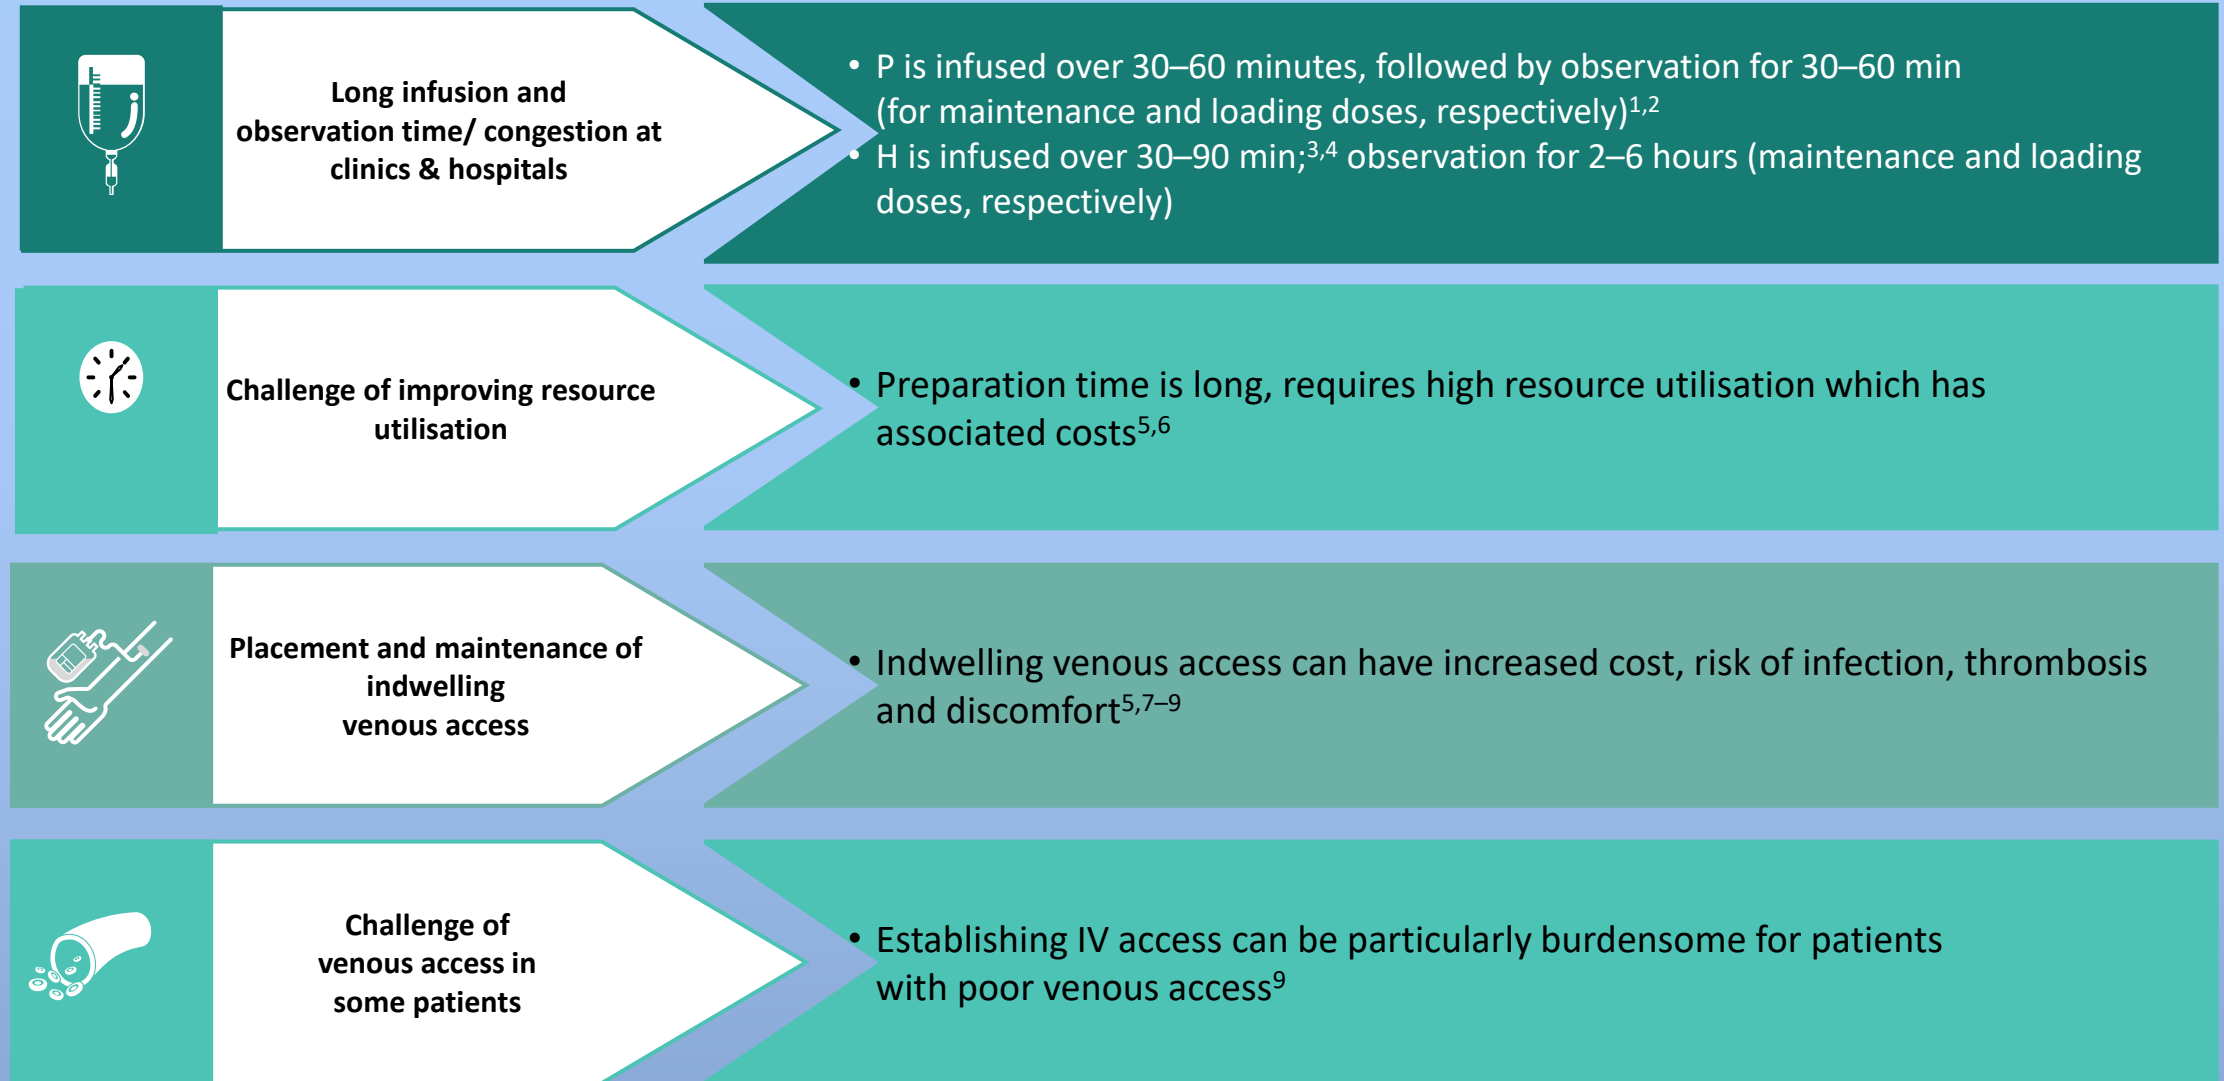 Long infusion and
observation time/ congestion at
clinics & hospitals
• P is infused over 30–60 minutes, followed by observation for 30–60 min
(for maintenance and loading doses, respectively)1,2
• H is infused over 30–90 min;3,4 observation for 2–6 hours (maintenance and loading
doses, respectively)
Challenge of improving resource
utilisation
• Preparation time is long, requires high resource utilisation which has
associated costs5,6
Placement and maintenance of
indwelling
venous access
• Indwelling venous access can have increased cost, risk of infection, thrombosis
and discomfort5,7–9
Challenge of
venous access in
some patients
• Establishing IV access can be particularly burdensome for patients
with poor venous access9